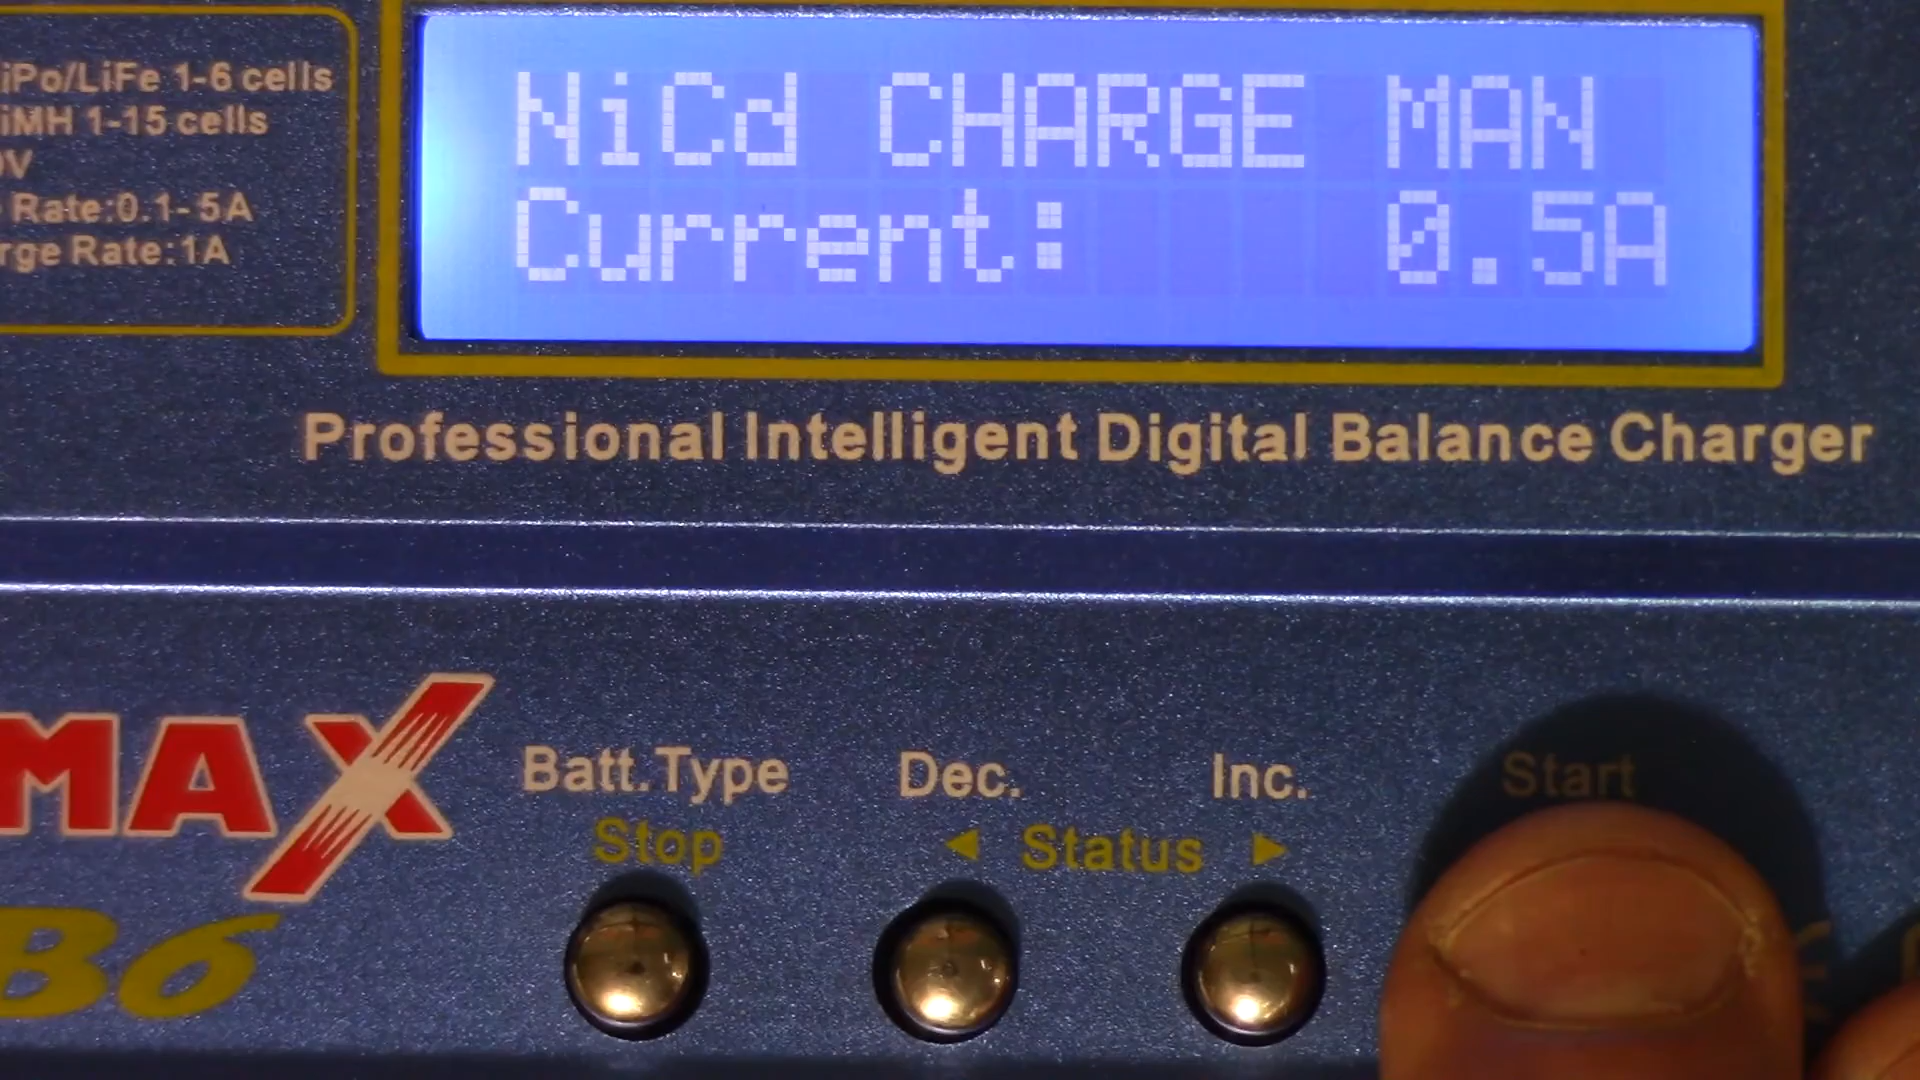 iPo/LiFe 1-6 cells
iMH 1-15 cells
0V
Rate:0.1-5A
rge Rate:1A
NiCd CHARGE MAN
Current: 0.5A
Professional Intelligent Digital Balance Charger
MAX
B6
Batt.Type Dec. Inc. Start
Stop ◄ Status ►